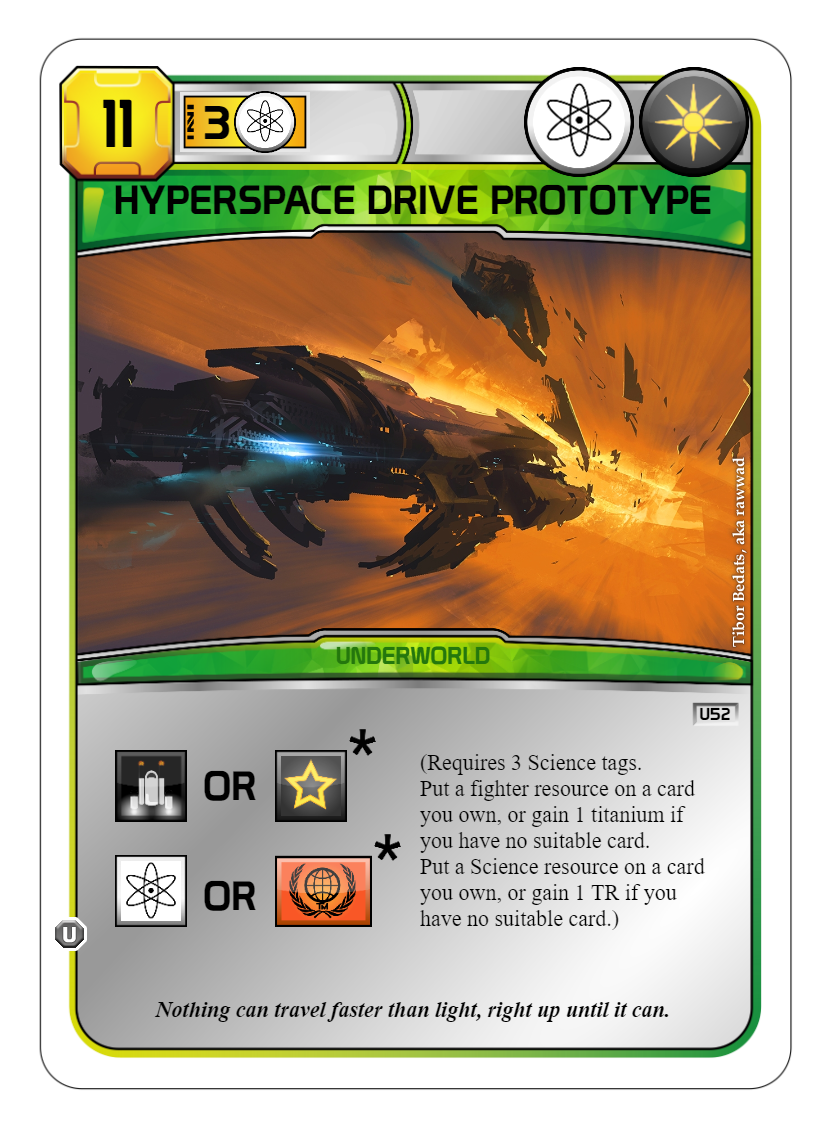 11
3
HYPERSPACE DRIVE PROTOTYPE
Tibor Bedats, aka rawwad
UNDERWORLD
U52
OR *
OR *
TM
(Requires 3 Science tags.
Put a fighter resource on a card
you own, or gain 1 titanium if
you have no suitable card.
Put a Science resource on a card
you own, or gain 1 TR if you
have no suitable card.)
U
Nothing can travel faster than light, right up until it can.